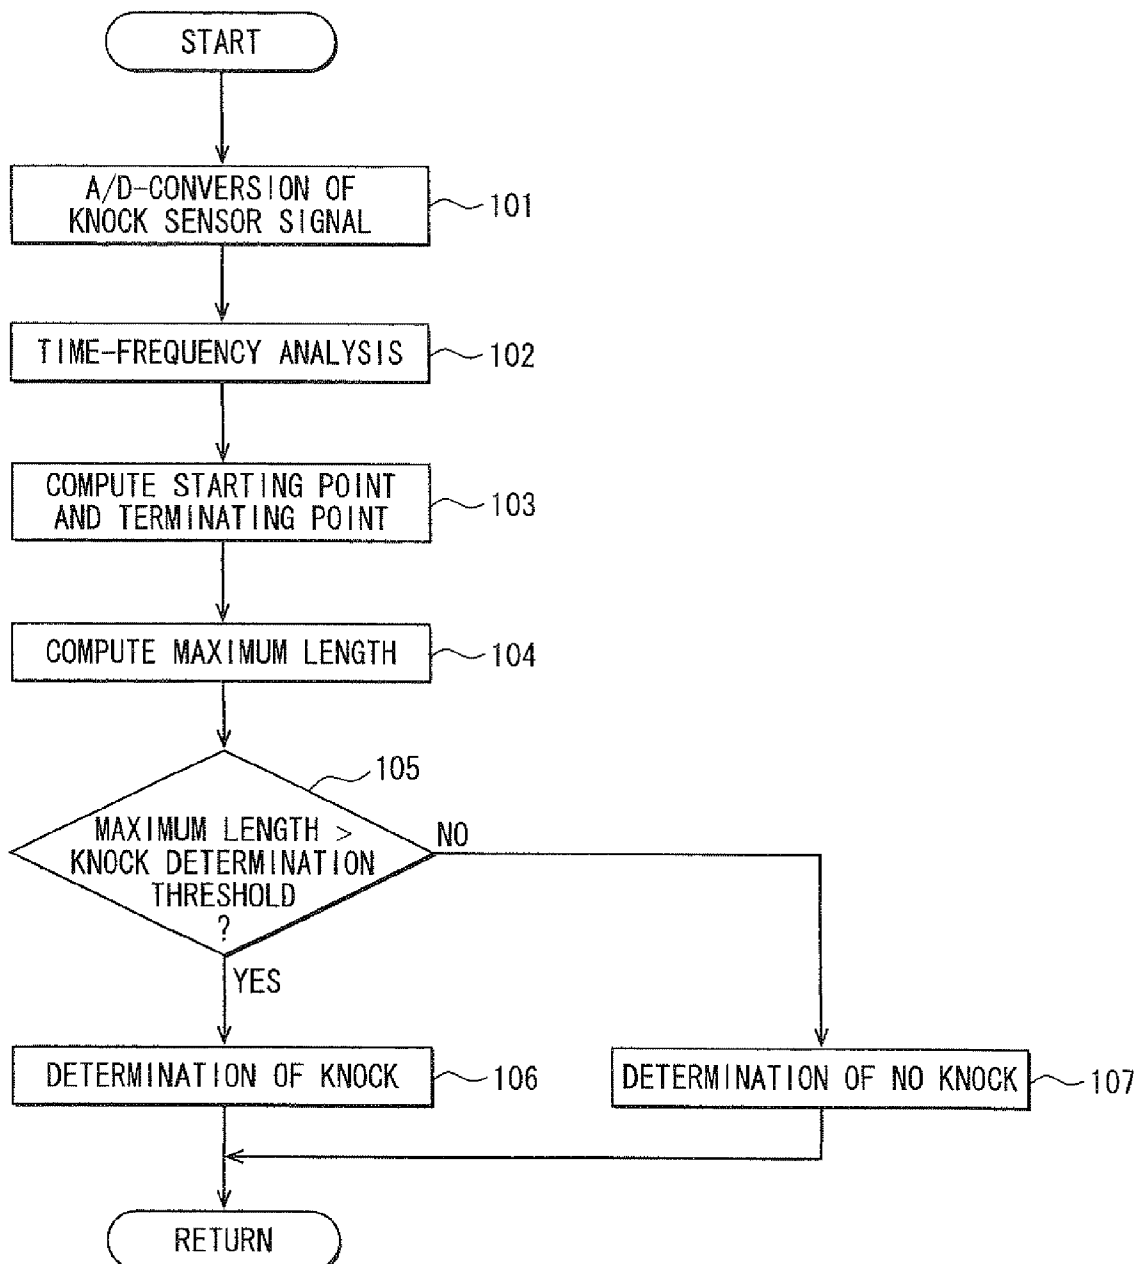 START
A/D-CONVERSION OF
KNOCK SENSOR SIGNAL
101
TIME-FREQUENCY ANALYSIS
102
COMPUTE STARTING POINT
AND TERMINATING POINT
103
COMPUTE MAXIMUM LENGTH
104
105
MAXIMUM LENGTH >
KNOCK DETERMINATION
THRESHOLD
?
NO
YES
DETERMINATION OF KNOCK
106
DETERMINATION OF NO KNOCK
107
RETURN